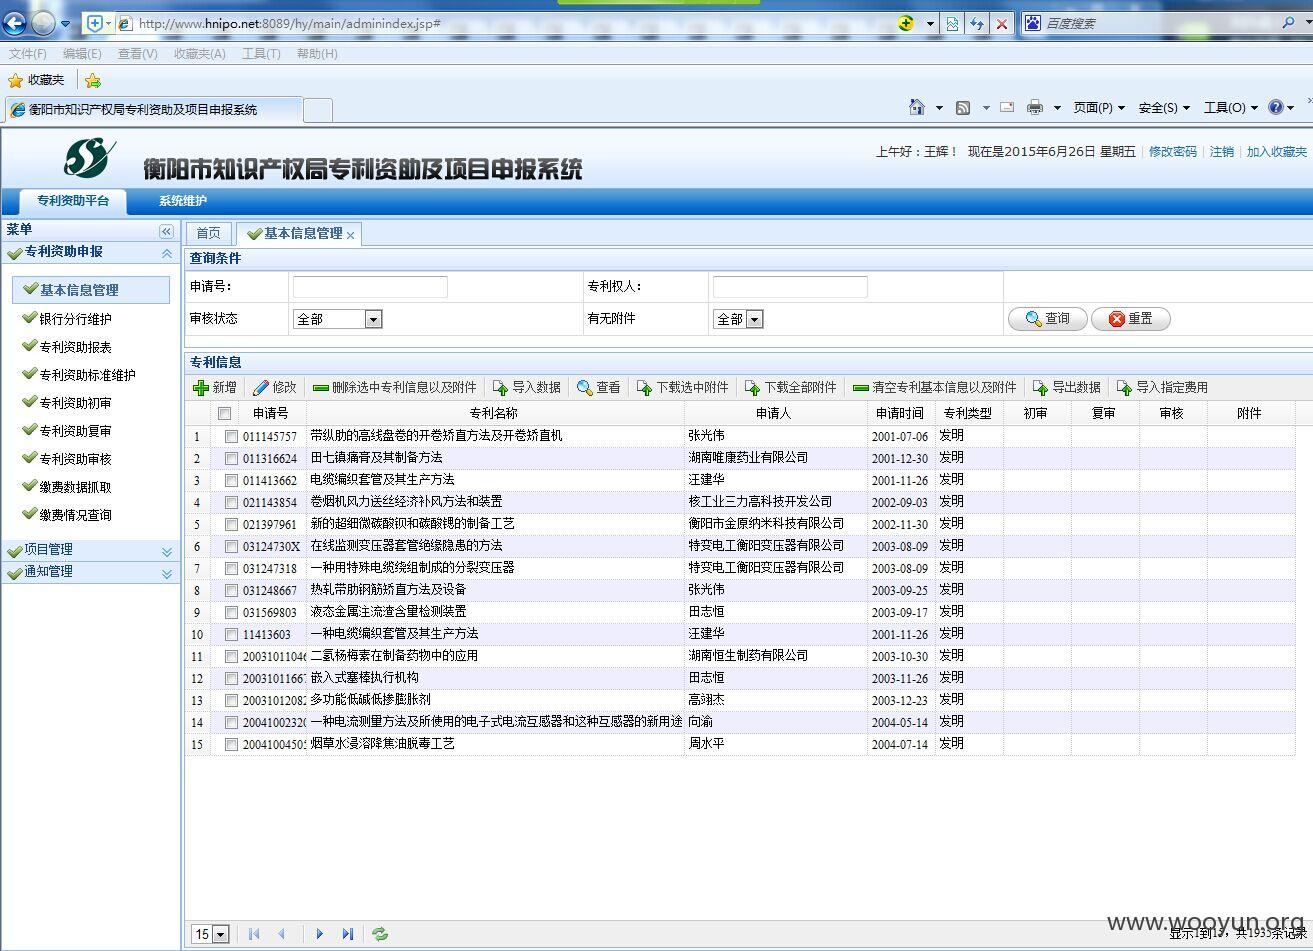 http://www.hnipo.net:8089/hy/main/adminindex.jsp#
百度搜索
文件(F) 编辑(E) 查看(V) 收藏夹(A) 工具(T) 帮助(H)
收藏夹
衡阳市知识产权局专利资助及项目申报系统
页面(P) 安全(S) 工具(O)
衡阳市知识产权局专利资助及项目申报系统
上午好：王辉！ 现在是2015年6月26日 星期五 修改密码 注销 加入收藏夹
专利资助平台 系统维护
菜单
专利资助申报
基本信息管理
银行分行维护
专利资助报表
专利资助标准维护
专利资助初审
专利资助复审
专利资助审核
缴费数据抓取
缴费情况查询
项目管理
通知管理
首页 基本信息管理
查询条件
申请号: 专利权人:
审核状态 全部 有无附件 全部 查询 重置
专利信息
新增 修改 删除选中专利信息以及附件 导入数据 查看 下载选中附件 下载全部附件 清空专利基本信息以及附件 导出数据 导入指定费用
申请号 专利名称 申请人 申请时间 专利类型 初审 复审 审核 附件
1 011145757 带纵肋的高线盘卷的开卷矫直方法及开卷矫直机 张光伟 2001-07-06 发明
2 011316624 田七镇痛膏及其制备方法 湖南唯康药业有限公司 2001-12-30 发明
3 011413662 电缆编织套管及其生产方法 汪建华 2001-11-26 发明
4 021143854 卷烟机风力送丝经济补风方法和装置 核工业三力高科技开发公司 2002-09-03 发明
5 021397961 新的超细微碳酸钡和碳酸锶的制备工艺 衡阳市金原纳米科技有限公司 2002-11-30 发明
6 03124730X 在线监测变压器套管绝缘隐患的方法 特变电工衡阳变压器有限公司 2003-08-09 发明
7 031247318 一种用特殊电缆绕组制成的分裂变压器 特变电工衡阳变压器有限公司 2003-08-09 发明
8 031248667 热轧带肋钢筋矫直方法及设备 张光伟 2003-09-25 发明
9 031569803 液态金属注流渣含量检测装置 田志恒 2003-09-17 发明
10 11413603 一种电缆编织套管及其生产方法 汪建华 2001-11-26 发明
11 20031011046 二氢杨梅素在制备药物中的应用 湖南恒生制药有限公司 2003-10-30 发明
12 2003101166 嵌入式塞棒执行机构 田志恒 2003-11-26 发明
13 2003101208 多功能低碱低掺膨胀剂 高翊杰 2003-12-23 发明
14 2004100232 一种电流测量方法及所使用的电子式电流互感器和这种互感器的新用途 向渝 2004-05-14 发明
15 2004100450 烟草水浸溶降焦油脱毒工艺 周水平 2004-07-14 发明
15
www.wooyun.org
显示1到15，共1935条记录